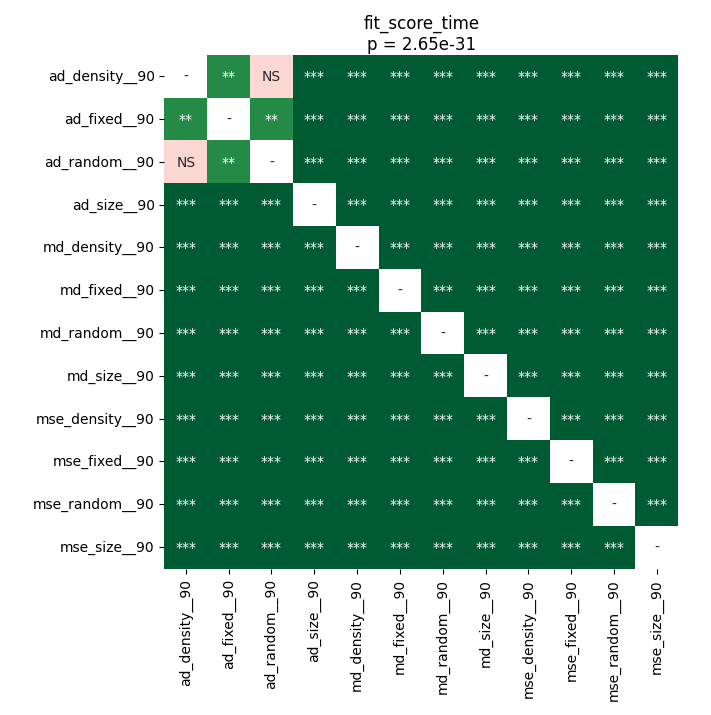 fit_score_time
p = 2.65e-31
ad_density__90 - ** NS *** *** *** *** *** *** *** *** ***
ad_fixed__90 ** - ** *** *** *** *** *** *** *** *** ***
ad_random__90 NS ** - *** *** *** *** *** *** *** *** ***
ad_size__90 *** *** *** - *** *** *** *** *** *** *** ***
md_density__90 *** *** *** *** - *** *** *** *** *** *** ***
md_fixed__90 *** *** *** *** *** - *** *** *** *** *** ***
md_random__90 *** *** *** *** *** *** - *** *** *** *** ***
md_size__90 *** *** *** *** *** *** *** - *** *** *** ***
mse_density__90 *** *** *** *** *** *** *** *** - *** *** ***
mse_fixed__90 *** *** *** *** *** *** *** *** *** - *** ***
mse_random__90 *** *** *** *** *** *** *** *** *** *** - ***
mse_size__90 *** *** *** *** *** *** *** *** *** *** *** -
ad_density__90
ad_fixed__90
ad_random__90
ad_size__90
md_density__90
md_fixed__90
md_random__90
md_size__90
mse_density__90
mse_fixed__90
mse_random__90
mse_size__90